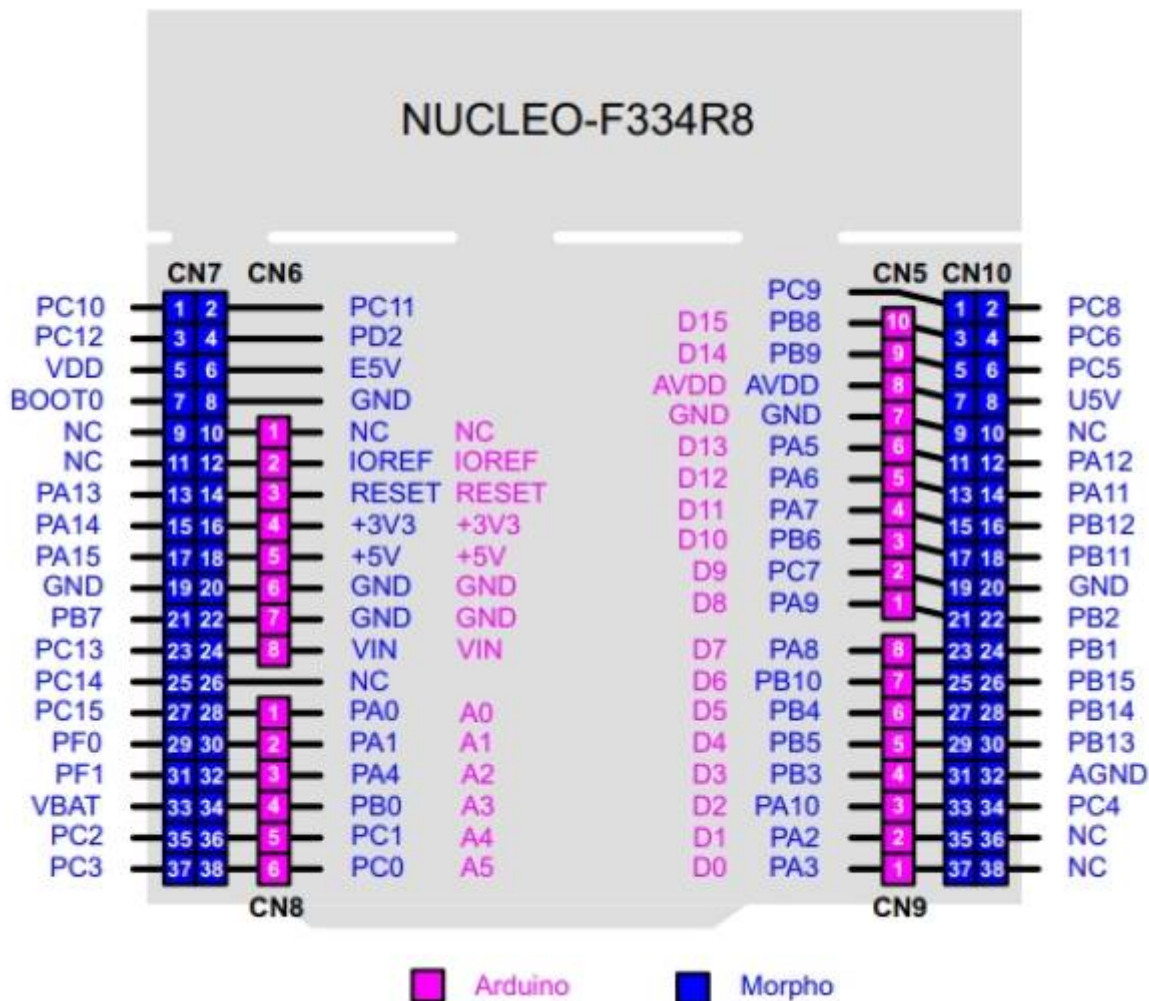 NUCLEO-F334R8
CN7 CN6 CN5 CN10
PC9
PC10 1 2 PC11 1 2 PC8
D15 PB8 10
PC12 3 4 PD2 3 4 PC6
D14 PB9 9
VDD 5 6 E5V 5 6 PC5
AVDD AVDD 8
BOOT0 7 8 GND 7 8 U5V
GND GND 7
NC 9 10 1 NC NC 9 10 NC
D13 PA5 6
NC 11 12 2 IOREF IOREF 11 12 PA12
D12 PA6 5
PA13 13 14 3 RESET RESET 13 14 PA11
D11 PA7 4
PA14 15 16 4 +3V3 +3V3 15 16 PB12
D10 PB6 3
PA15 17 18 5 +5V +5V 17 18 PB11
D9 PC7 2
GND 19 20 6 GND GND 19 20 GND
D8 PA9 1
PB7 21 22 7 GND GND 21 22 PB2
PC13 23 24 8 VIN VIN D7 PA8 8 23 24 PB1
PC14 25 26 NC D6 PB10 7 25 26 PB15
PC15 27 28 1 PA0 A0 D5 PB4 6 27 28 PB14
PF0 29 30 2 PA1 A1 D4 PB5 5 29 30 PB13
PF1 31 32 3 PA4 A2 D3 PB3 4 31 32 AGND
VBAT 33 34 4 PB0 A3 D2 PA10 3 33 34 PC4
PC2 35 36 5 PC1 A4 D1 PA2 2 35 36 NC
PC3 37 38 6 PC0 A5 D0 PA3 1 37 38 NC
CN8 CN9
Arduino Morpho